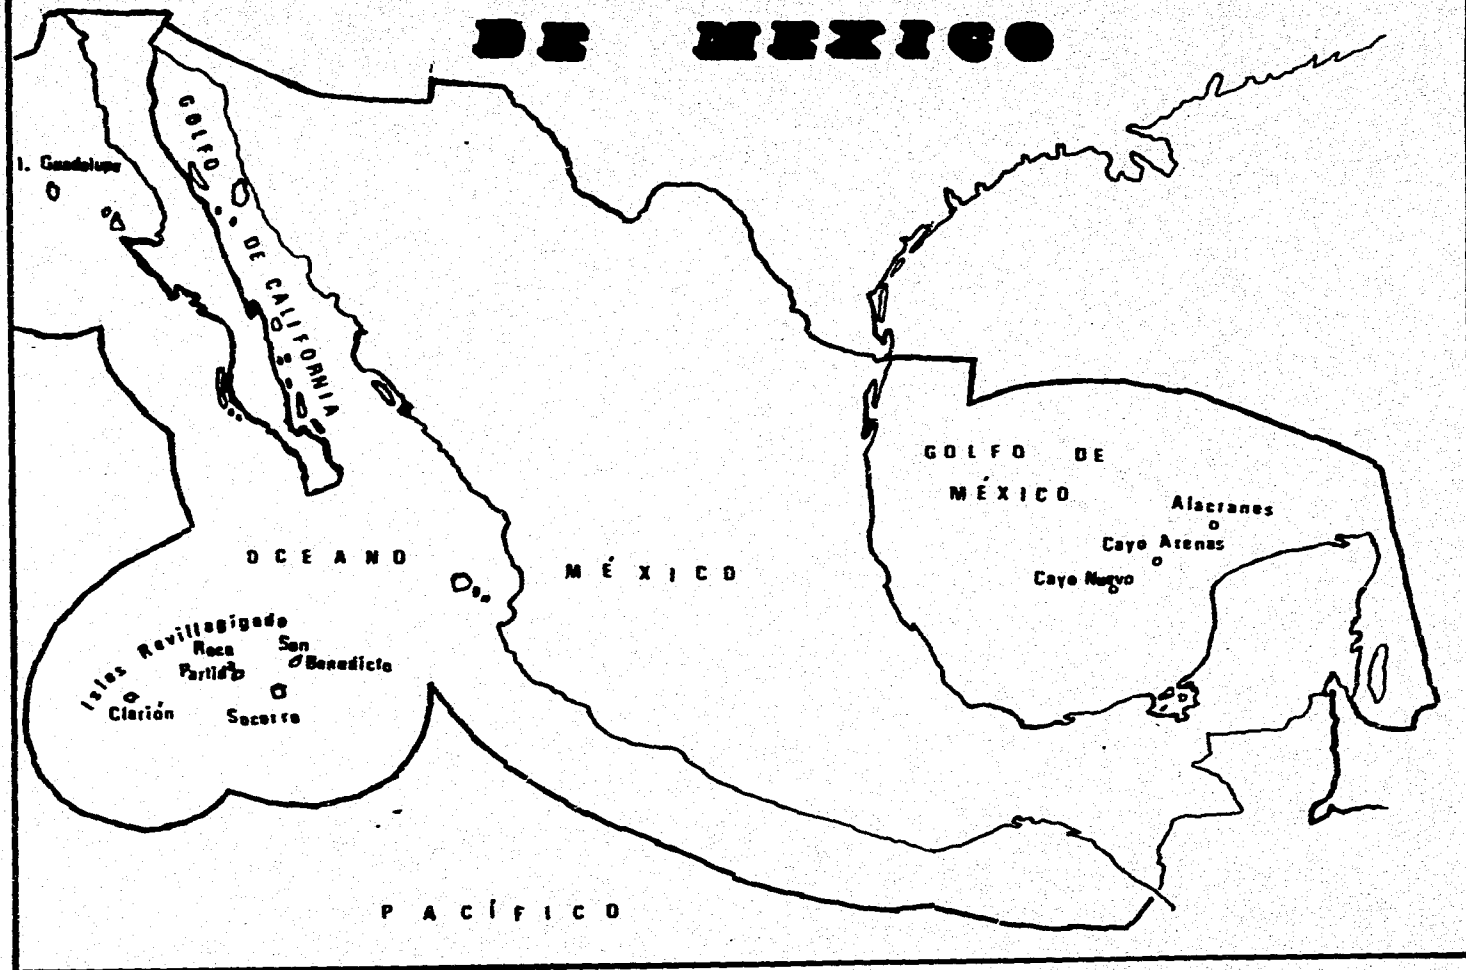 DE MEXICO
GOLFO DE CALIFORNIA
I. Guadalupe
GOLFO DE
MÉXICO
Alacranes
Cayo Arenas
Cayo Nuevo
OCEANO
MÉXICO
Islas Revillagigedo
Roca
Partida
San
Benedicto
Clarión
Socorro
PACÍFICO